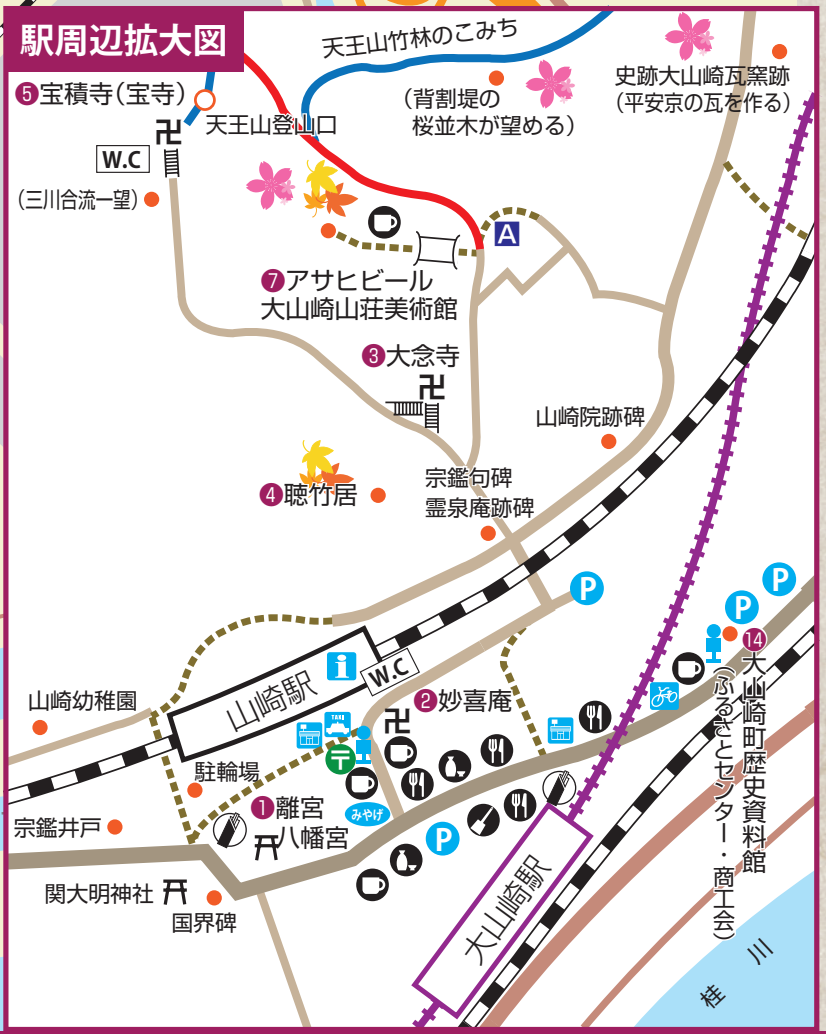 駅周辺拡大図
天王山竹林のこみち
❺宝積寺（宝寺）
天王山登山口
（背割堤の
桜並木が望める）
史跡大山崎瓦窯跡
（平安京の瓦を作る）
W.C
（三川合流一望）
A
❼アサヒビール
大山崎山荘美術館
❸大念寺
山崎院跡碑
宗鑑句碑
霊泉庵跡碑
❹聴竹居
P
P
P
i
W.C
山崎駅
❷妙喜庵
山崎幼稚園
TAXI
〒
駐輪場
❶離宮
八幡宮
みやげ
P
宗鑑井戸
関大明神社
国界碑
大山崎駅
⓮大山崎町歴史資料館
（ふるさとセンター・商工会）
桂川